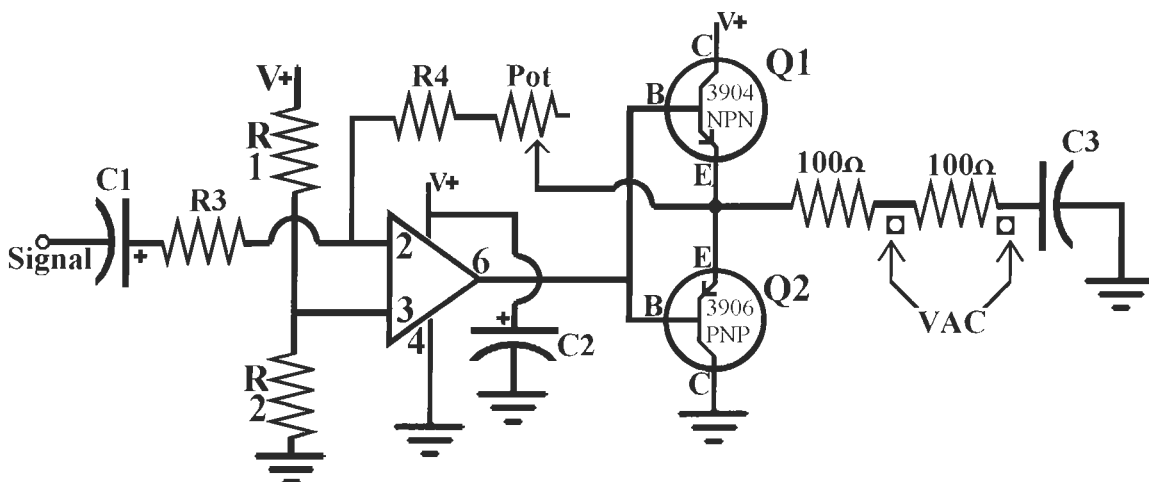 V+
C
Q1
B
3904
NPN
E
V+
R4
Pot
R
1
C1
R3
Signal
+
V+
2
3
6
4
+
C2
100Ω
100Ω
C3
VAC
E
Q2
B
3906
PNP
C
R
2